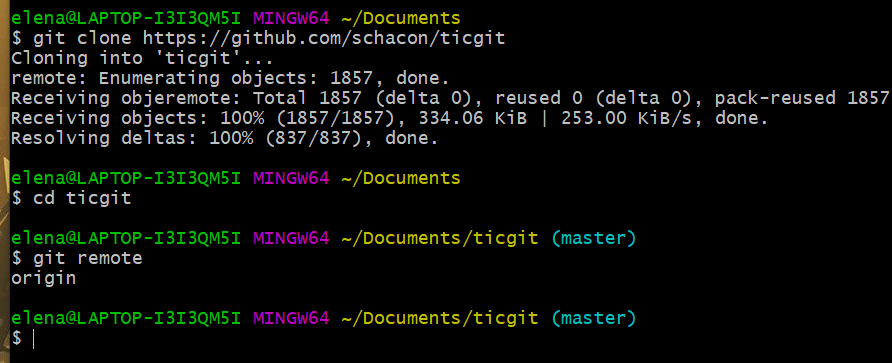 elena@LAPTOP-I3I3QM5I MINGW64 ~/Documents
$ git clone https://github.com/schacon/ticgit
Cloning into 'ticgit'...
remote: Enumerating objects: 1857, done.
Receiving objeremote: Total 1857 (delta 0), reused 0 (delta 0), pack-reused 1857
Receiving objects: 100% (1857/1857), 334.06 KiB | 253.00 KiB/s, done.
Resolving deltas: 100% (837/837), done.
elena@LAPTOP-I3I3QM5I MINGW64 ~/Documents
$ cd ticgit
elena@LAPTOP-I3I3QM5I MINGW64 ~/Documents/ticgit (master)
$ git remote
origin
elena@LAPTOP-I3I3QM5I MINGW64 ~/Documents/ticgit (master)
$